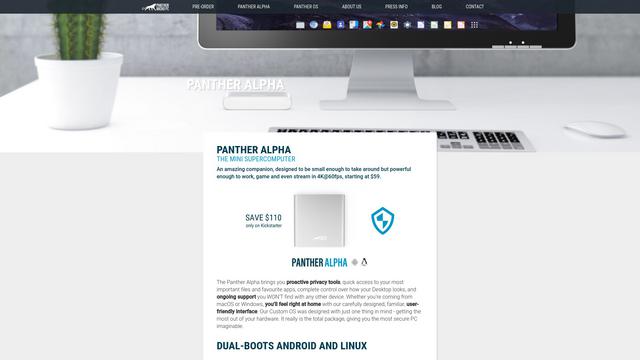 PANTHER
PRE-ORDER PANTHER ALPHA PANTHER OS ABOUT US PRESS INFO BLOG CONTACT
PANTHER ALPHA
PANTHER ALPHA
THE MINI SUPERCOMPUTER
An amazing companion, designed to be small enough to take around but powerful
enough to work, game and even stream in 4K@60fps, starting at $59.
SAVE $110
only on Kickstarter
PANTHER ALPHA
The Panther Alpha brings you proactive privacy tools, quick access to your most
important files and favourite apps, complete control over how your Desktop looks, and
ongoing support you WON'T find with any other device. Whether you're coming from
macOS or Windows, you'll feel right at home with our carefully designed, familiar, user-
friendly interface. Our Custom OS was designed with just one thing in mind - getting the
most out of your hardware. It really is the total package, giving you the most secure PC
imaginable.
DUAL-BOOTS ANDROID AND LINUX